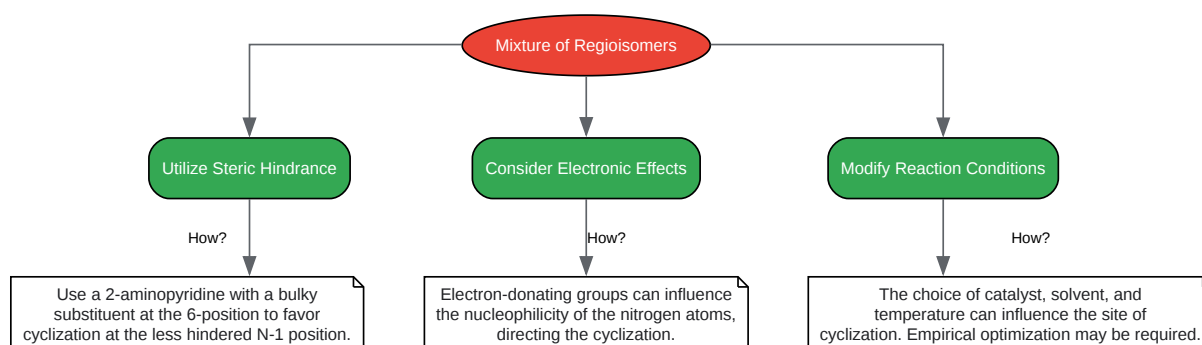 Mixture of Regioisomers
Utilize Steric Hindrance
Consider Electronic Effects
Modify Reaction Conditions
How?
How?
How?
Use a 2-aminopyridine with a bulky
substituent at the 6-position to favor
cyclization at the less hindered N-1 position.
Electron-donating groups can influence
the nucleophilicity of the nitrogen atoms,
directing the cyclization.
The choice of catalyst, solvent, and
temperature can influence the site of
cyclization. Empirical optimization may be required.